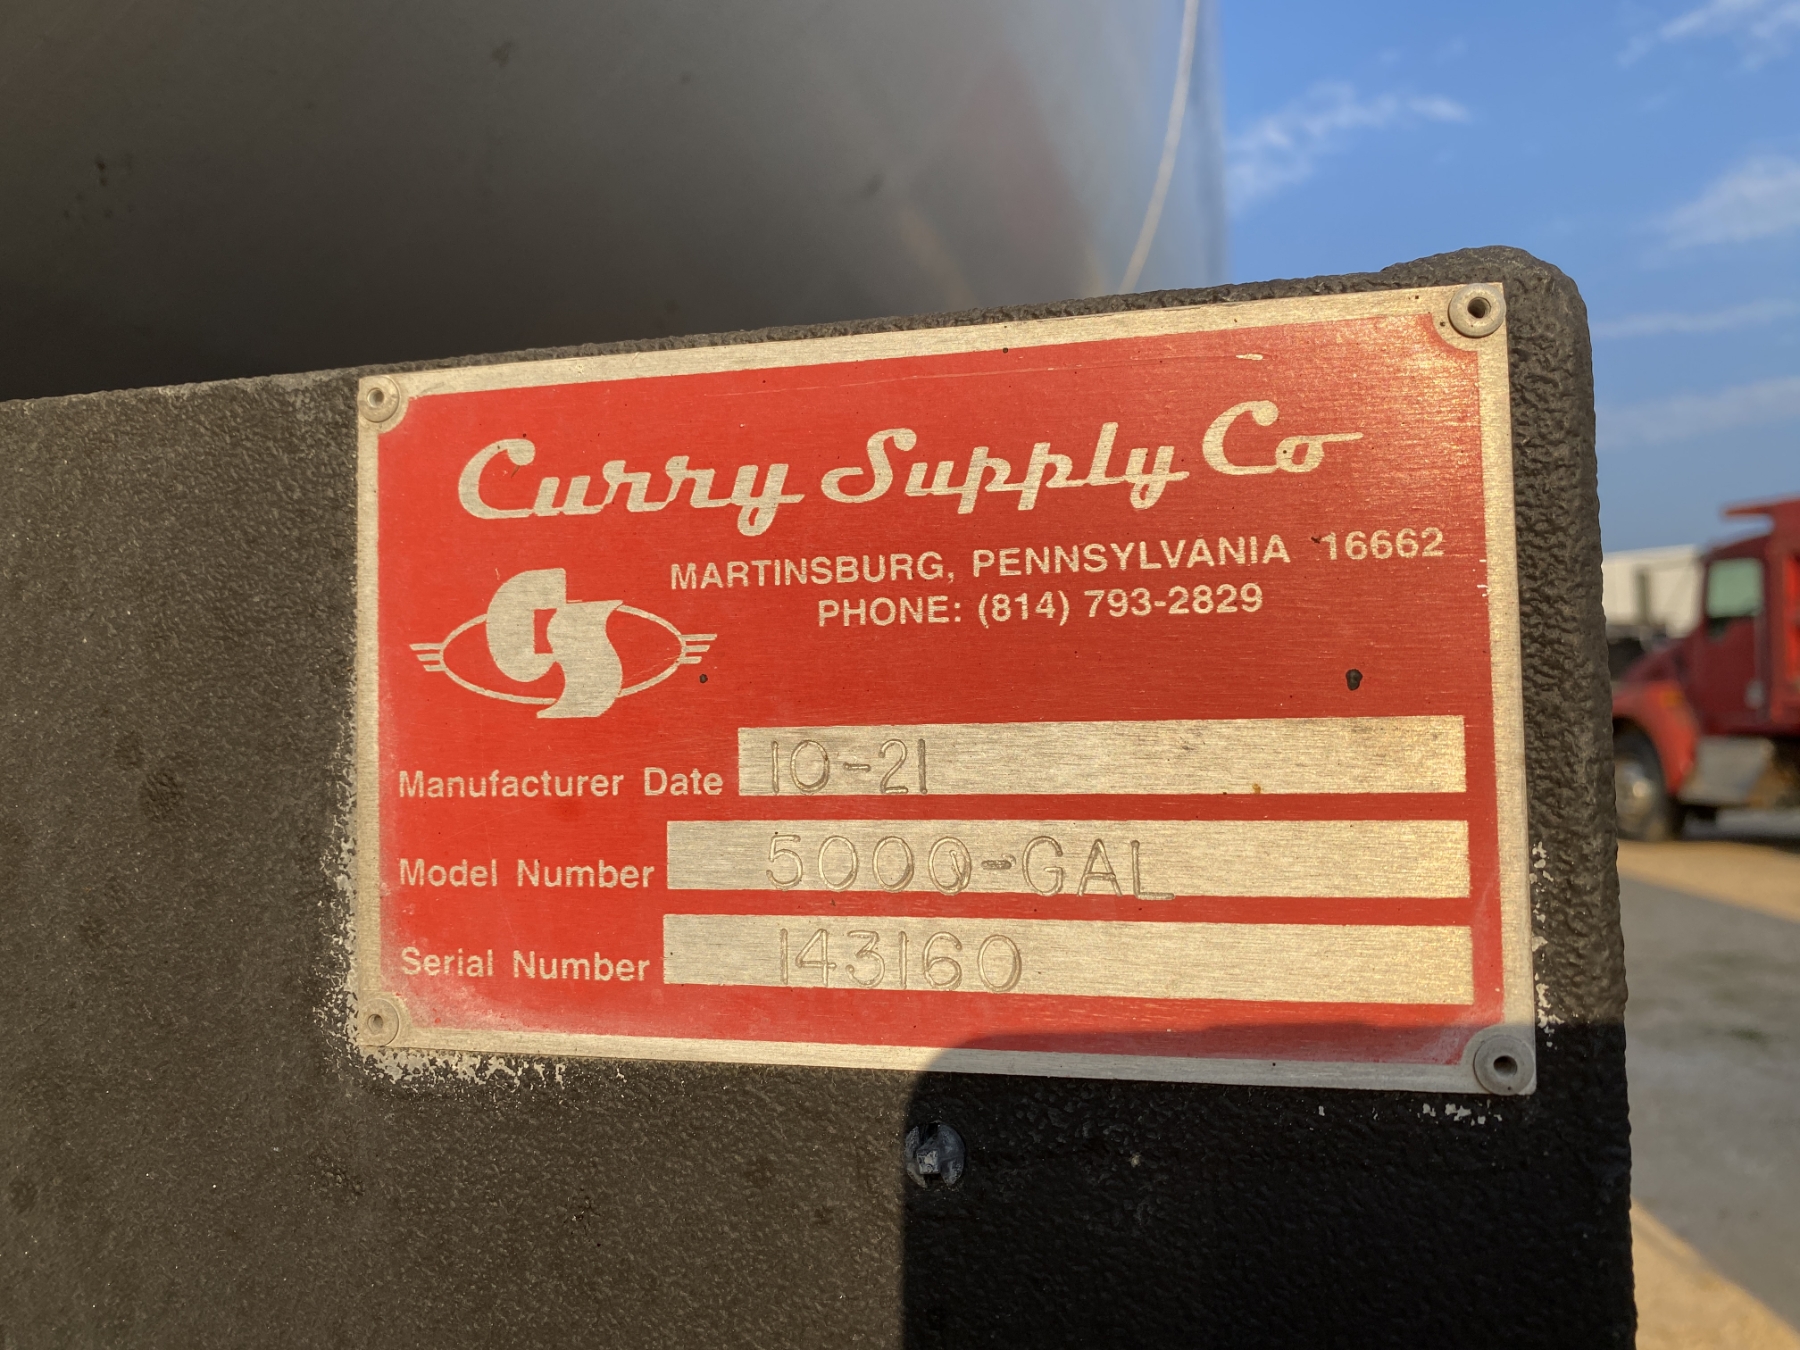 Curry Supply Co
MARTINSBURG, PENNSYLVANIA 16662
PHONE: (814) 793-2829
CS
Manufacturer Date 10-21
Model Number 5000-GAL
Serial Number 143160